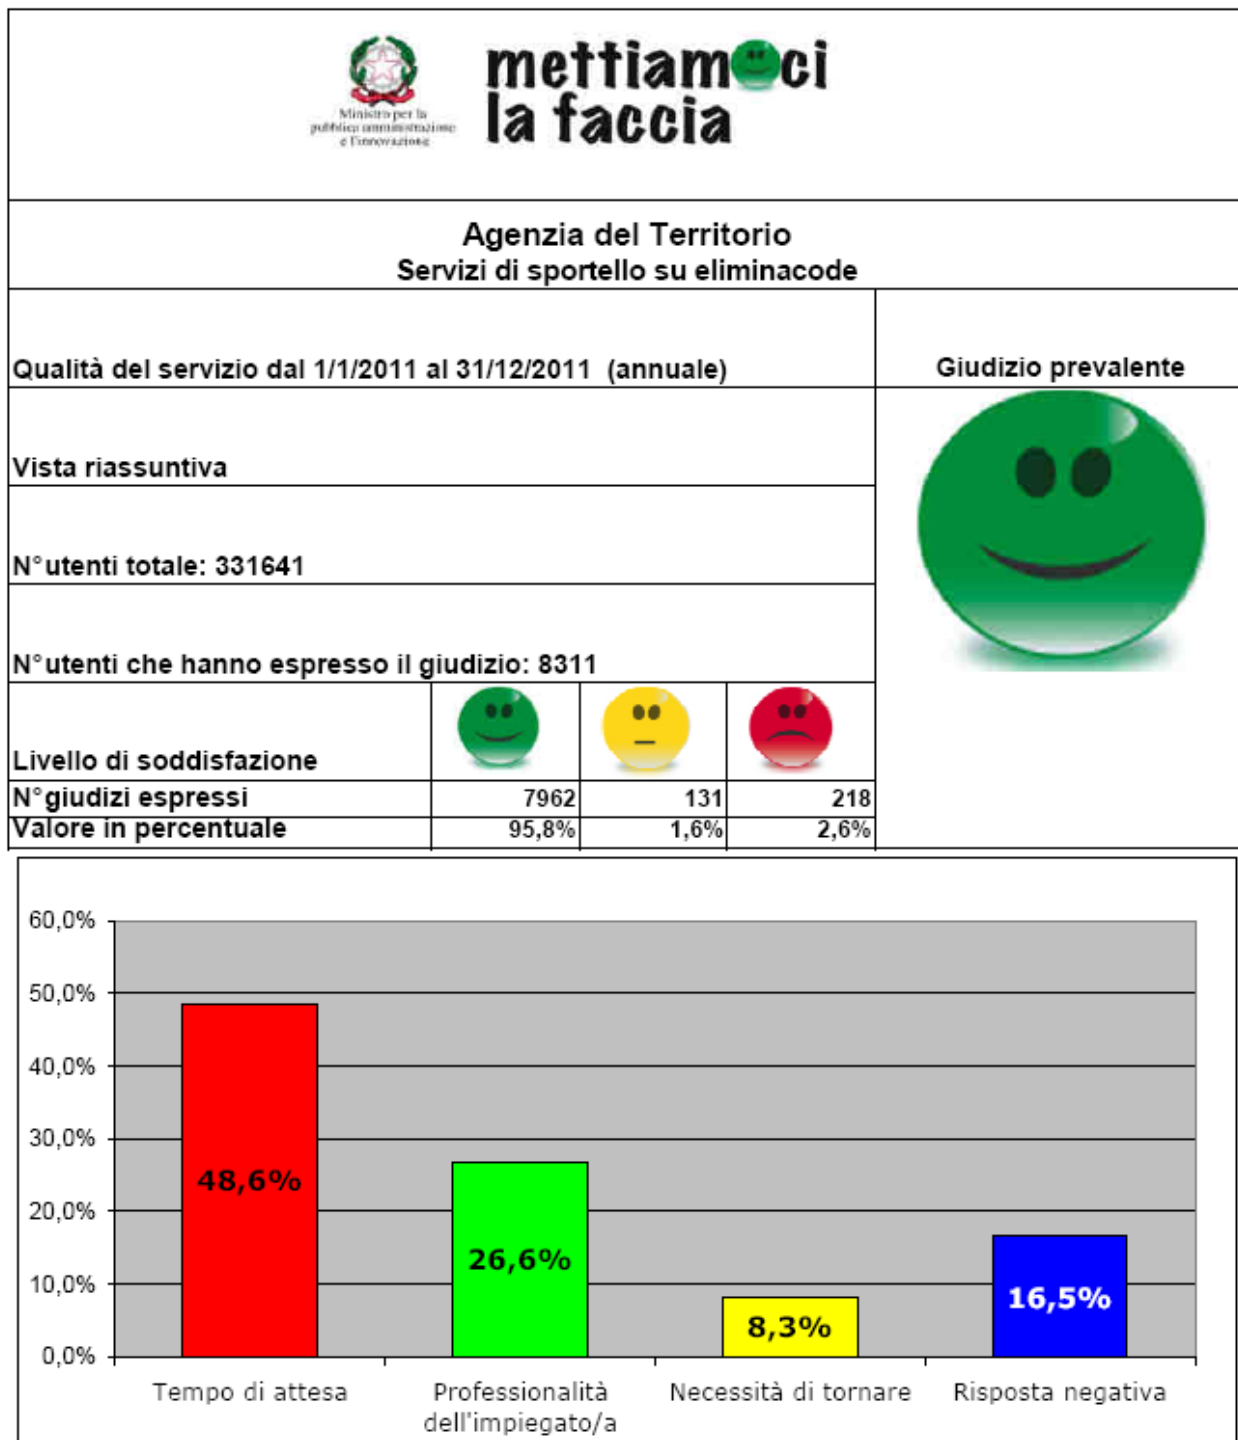 mettiamoci
la faccia
Ministro per la
pubblica amministrazione
e l'innovazione
Agenzia del Territorio
Servizi di sportello su eliminacode
Qualità del servizio dal 1/1/2011 al 31/12/2011 (annuale)
Giudizio prevalente
Vista riassuntiva
N°utenti totale: 331641
N°utenti che hanno espresso il giudizio: 8311
Livello di soddisfazione
N°giudizi espressi 7962 131 218
Valore in percentuale 95,8% 1,6% 2,6%
60,0%
50,0%
40,0%
30,0%
20,0%
10,0%
0,0%
48,6%
26,6%
8,3%
16,5%
Tempo di attesa
Professionalità
dell'impiegato/a
Necessità di tornare
Risposta negativa